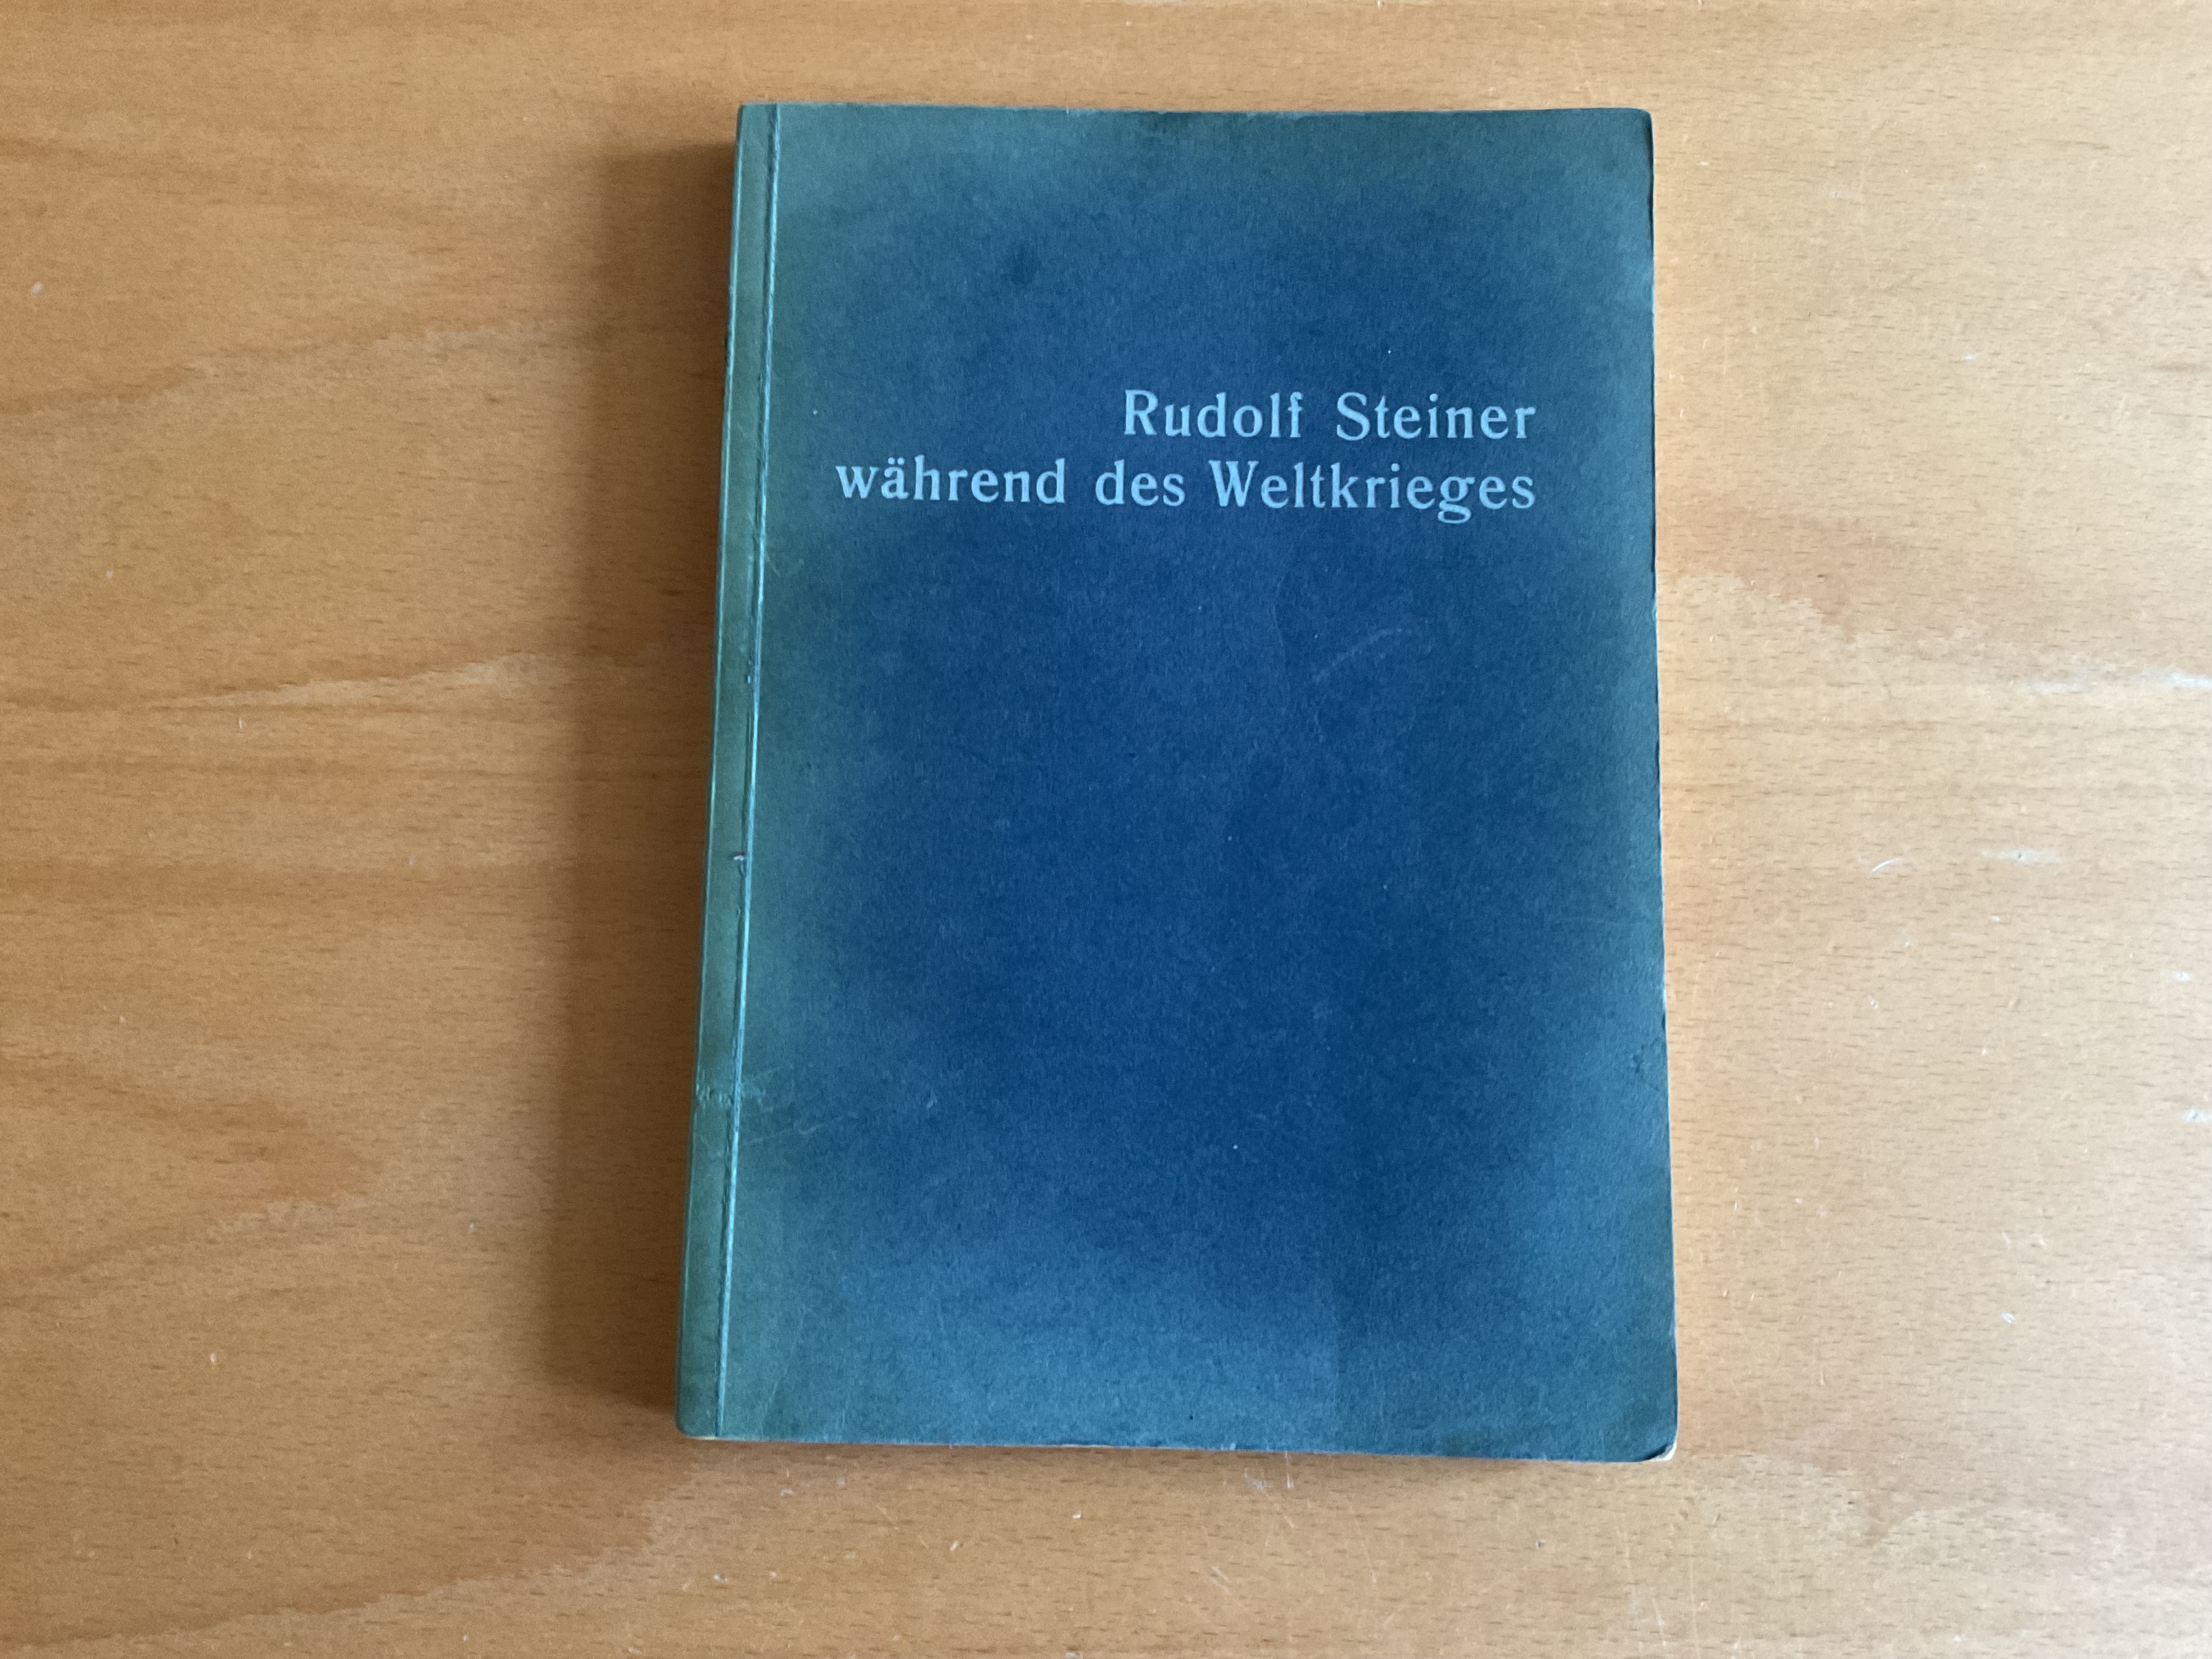 Rudolf Steiner
während des Weltkrieges